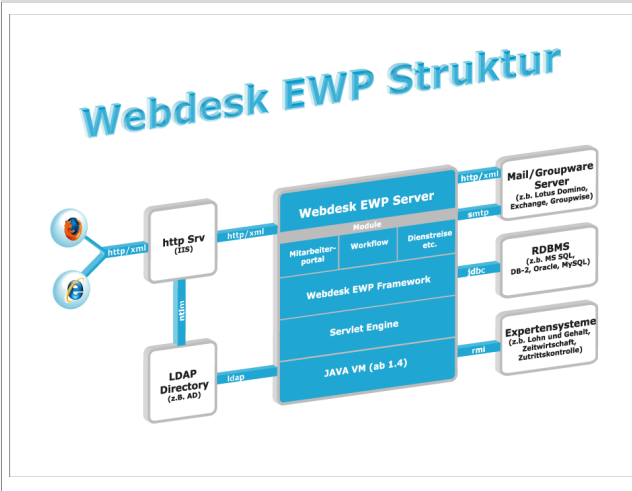 Webdesk EWP Struktur
http/xml
http Srv
(IIS)
http/xml
ntlm
LDAP
Directory
(z.B. AD)
ldap
Webdesk EWP Server
Module
Mitarbeiter-
portal
Workflow
Dienstreise
etc.
Webdesk EWP Framework
Servlet Engine
JAVA VM (ab 1.4)
http/xml
smtp
Mail/Groupware
Server
(z.b. Lotus Domino,
Exchange, Groupwise)
jdbc
RDBMS
(z.b. MS SQL,
DB-2, Oracle, MySQL)
rmi
Expertensysteme
(z.b. Lohn und Gehalt,
Zeitwirtschaft,
Zutrittskontrolle)